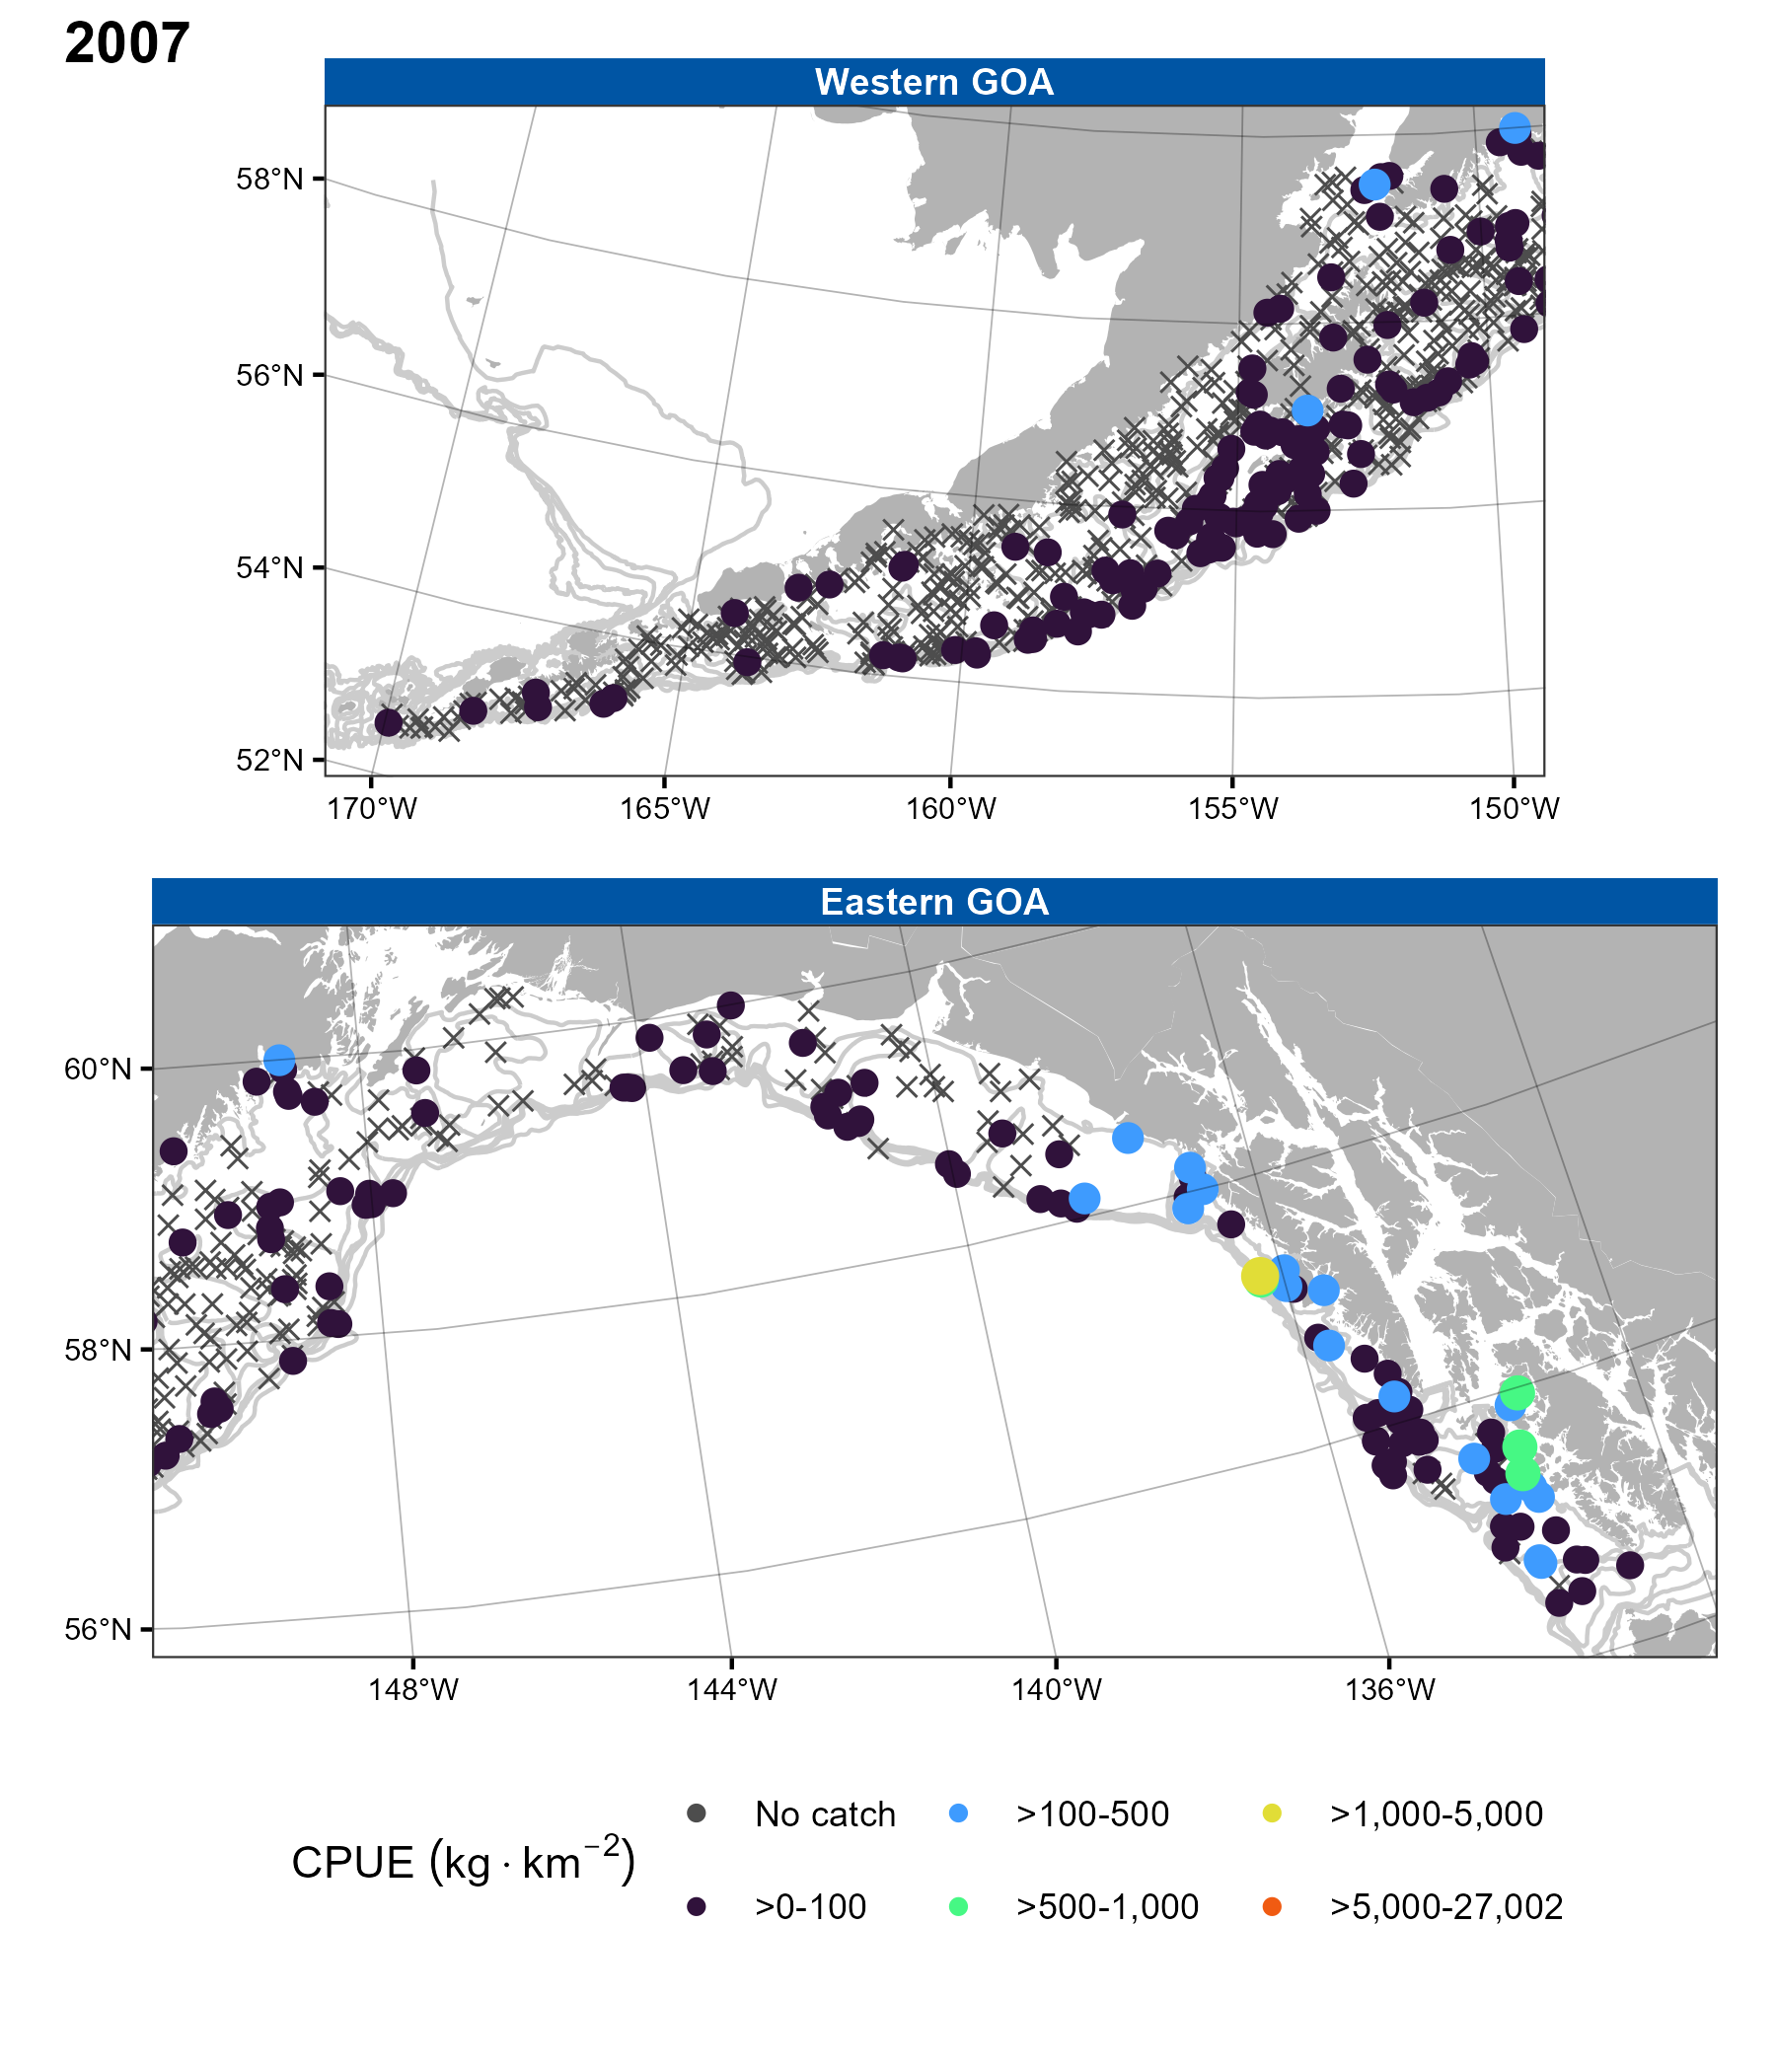 2007
Western GOA
58°N
56°N
54°N
52°N
170°W 165°W 160°W 155°W 150°W
Eastern GOA
60°N
58°N
56°N
148°W 144°W 140°W 136°W
CPUE (kg · km⁻²)
No catch >100-500 >1,000-5,000
>0-100 >500-1,000 >5,000-27,002